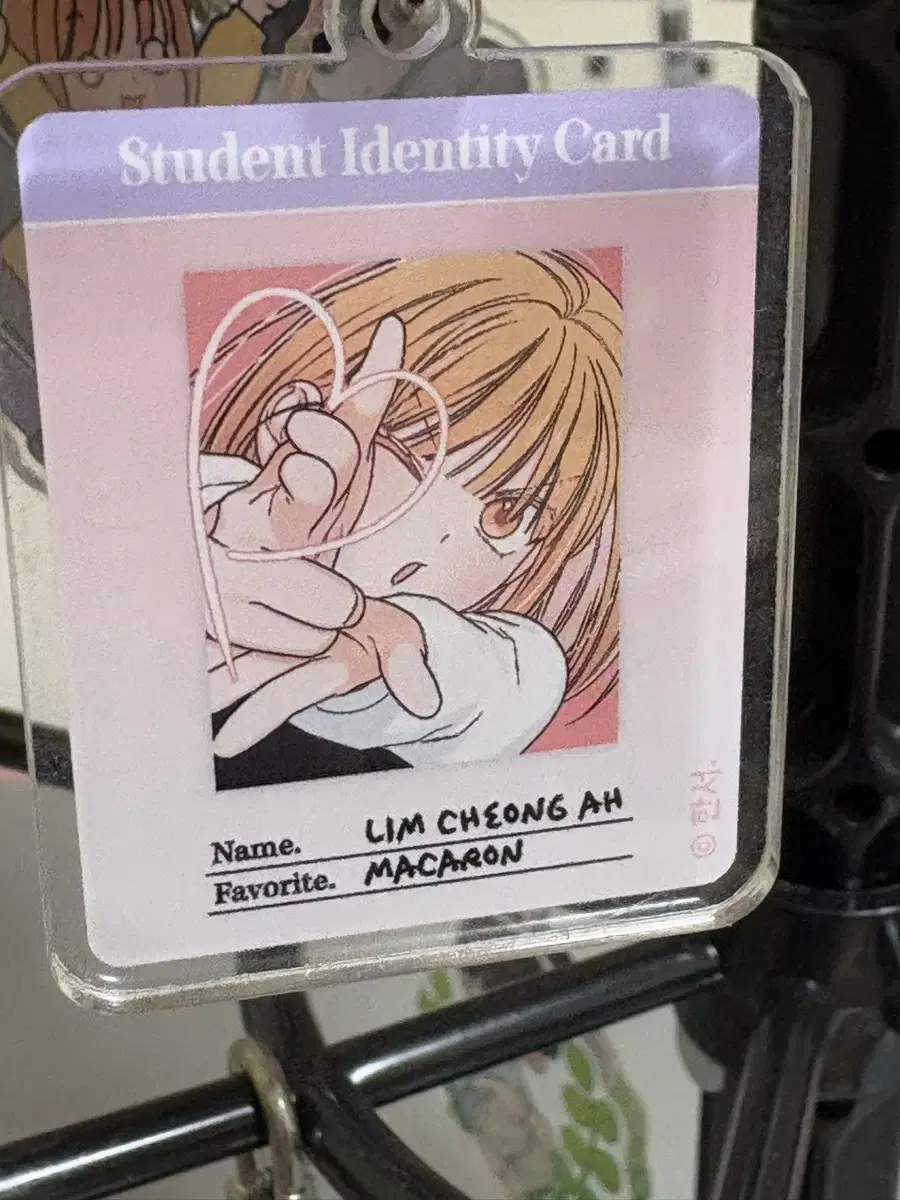 Student Identity Card
Name. LIM CHEONG AH
Favorite. MACARON